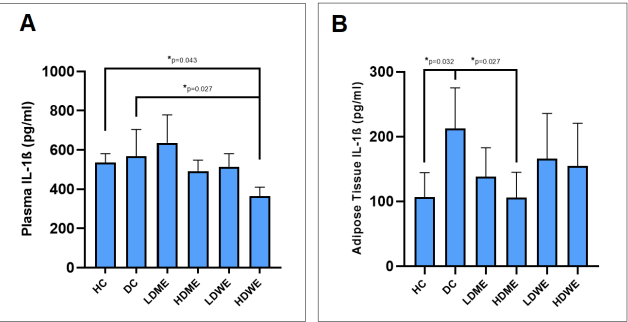 A
*p=0.043
*p=0.027
Plasma IL-1ß (pg/ml)
1000
800
600
400
200
0
HC
DC
LDME
HDME
LDWE
HDWE
B
*p=0.032
*p=0.027
Adipose Tissue IL-1ß (pg/ml)
300
200
100
0
HC
DC
LDME
HDME
LDWE
HDWE